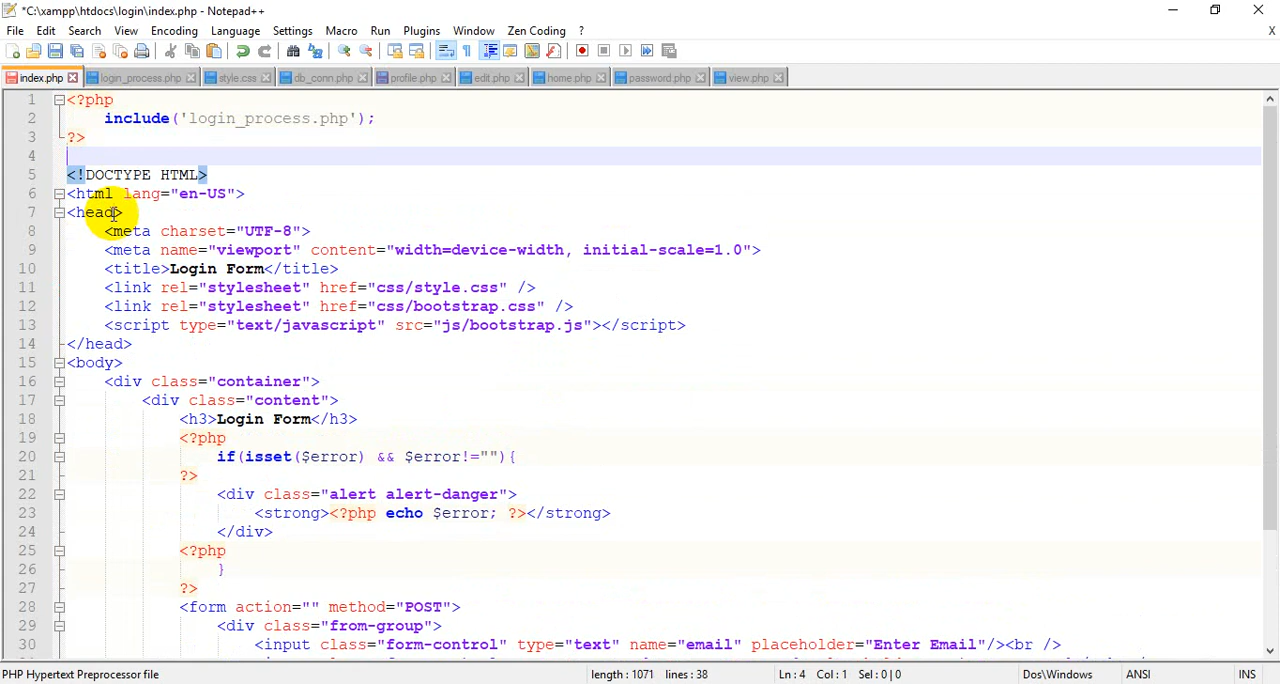 *C:\xampp\htdocs\login\index.php - Notepad++
File Edit Search View Encoding Language Settings Macro Run Plugins Window Zen Coding ? X
index.php login_process.php style.css db_conn.php profile.php edit.php home.php password.php view.php
1 <?php
2 include('login_process.php');
3 ?>
4
5 <!DOCTYPE HTML>
6 <html lang="en-US">
7 <head>
8 <meta charset="UTF-8">
9 <meta name="viewport" content="width=device-width, initial-scale=1.0">
10 <title>Login Form</title>
11 <link rel="stylesheet" href="css/style.css" />
12 <link rel="stylesheet" href="css/bootstrap.css" />
13 <script type="text/javascript" src="js/bootstrap.js"></script>
14 </head>
15 <body>
16 <div class="container">
17 <div class="content">
18 <h3>Login Form</h3>
19 <?php
20 if(isset($error) && $error!=""){
21 ?>
22 <div class="alert alert-danger">
23 <strong><?php echo $error; ?></strong>
24 </div>
25 <?php
26 }
27 ?>
28 <form action="" method="POST">
29 <div class="from-group">
30 <input class="form-control" type="text" name="email" placeholder="Enter Email"/><br />
PHP Hypertext Preprocessor file length : 1071 lines : 38 Ln : 4 Col : 1 Sel : 0 | 0 Dos\Windows ANSI INS